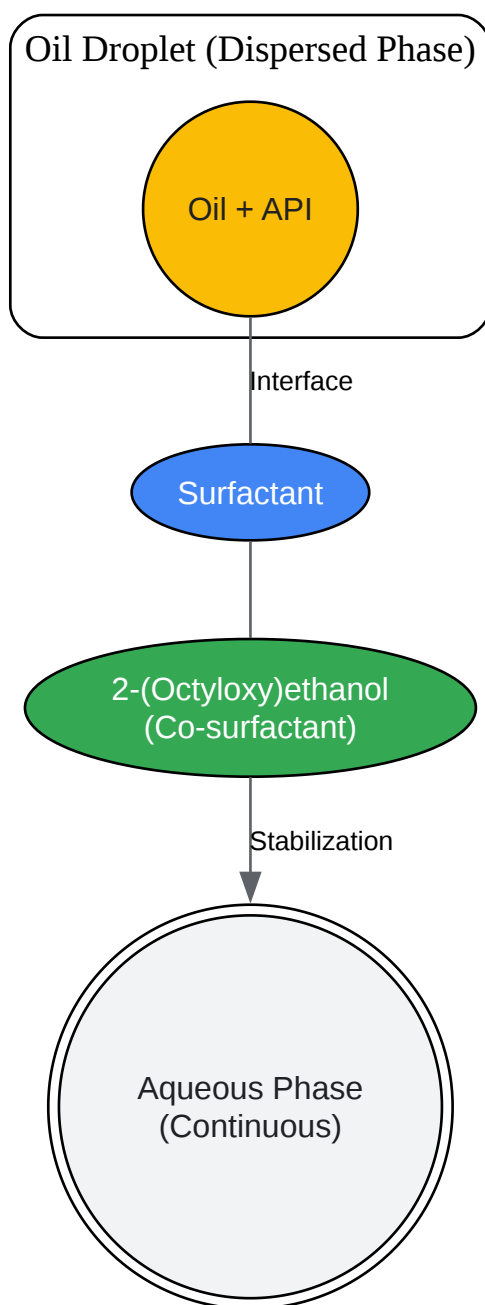 Oil Droplet (Dispersed Phase)
Oil + API
Interface
Surfactant
2-(Octyloxy)ethanol
(Co-surfactant)
Stabilization
Aqueous Phase
(Continuous)